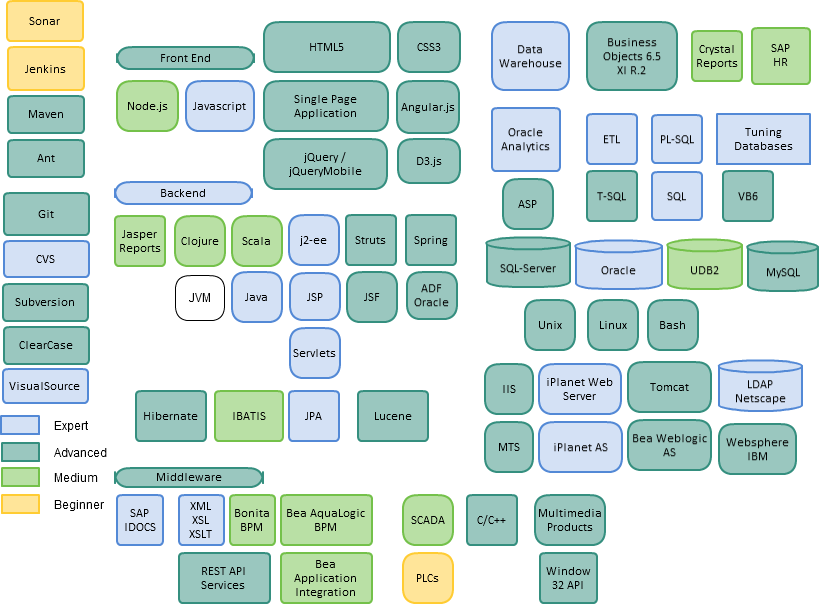 Sonar
Jenkins
Maven
Ant
Git
CVS
Subversion
ClearCase
VisualSource
Expert
Advanced
Medium
Beginner
Front End
HTML5
CSS3
Node.js
Javascript
Single Page
Application
Angular.js
jQuery /
jQueryMobile
D3.js
Backend
Jasper
Reports
Clojure
Scala
j2-ee
Struts
Spring
JVM
Java
JSP
JSF
ADF
Oracle
Servlets
Hibernate
IBATIS
JPA
Lucene
Middleware
SAP
IDOCS
XML
XSL
XSLT
Bonita
BPM
Bea AquaLogic
BPM
SCADA
C/C++
Multimedia
Products
REST API
Services
Bea
Application
Integration
PLCs
Window
32 API
Data
Warehouse
Business
Objects 6.5
XI R.2
Crystal
Reports
SAP
HR
Oracle
Analytics
ETL
PL-SQL
Tuning
Databases
ASP
T-SQL
SQL
VB6
SQL-Server
Oracle
UDB2
MySQL
Unix
Linux
Bash
IIS
iPlanet Web
Server
Tomcat
LDAP
Netscape
MTS
iPlanet AS
Bea Weblogic
AS
Websphere
IBM